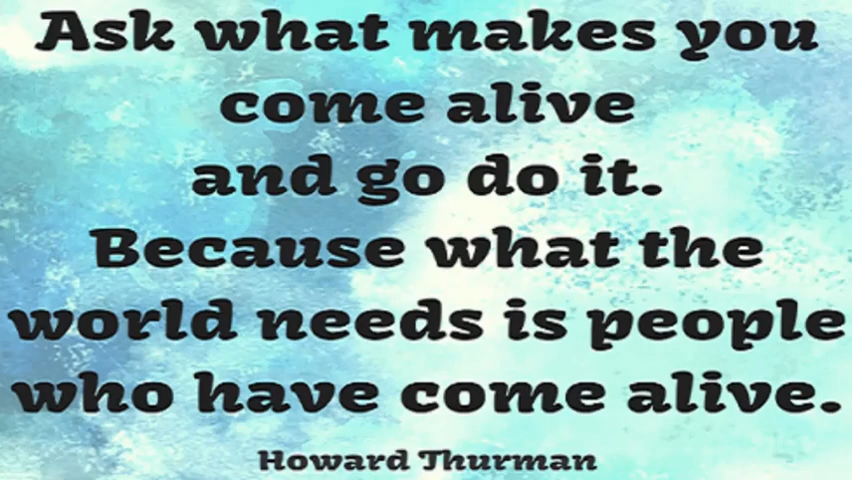 Ask what makes you
come alive
and go do it.
Because what the
world needs is people
who have come alive.
Howard Thurman